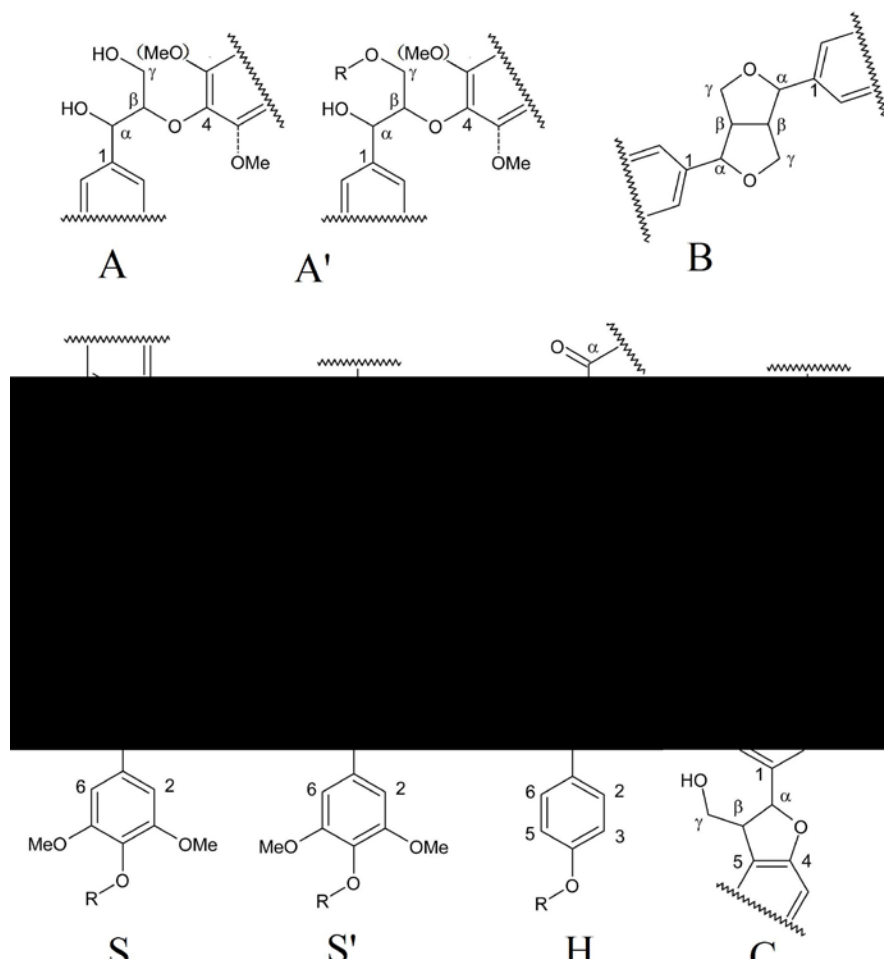 HO (MeO) γ β HO α O 4 1 OMe
R O (MeO) γ HO β α O 4 1 OMe
O α γ 1 β β 1 α γ O
A A' B
O α
6 2 MeO OMe O R
6 2 MeO OMe O R
6 2 5 3 O R
1 HO α β γ O 5 4
S S' H C